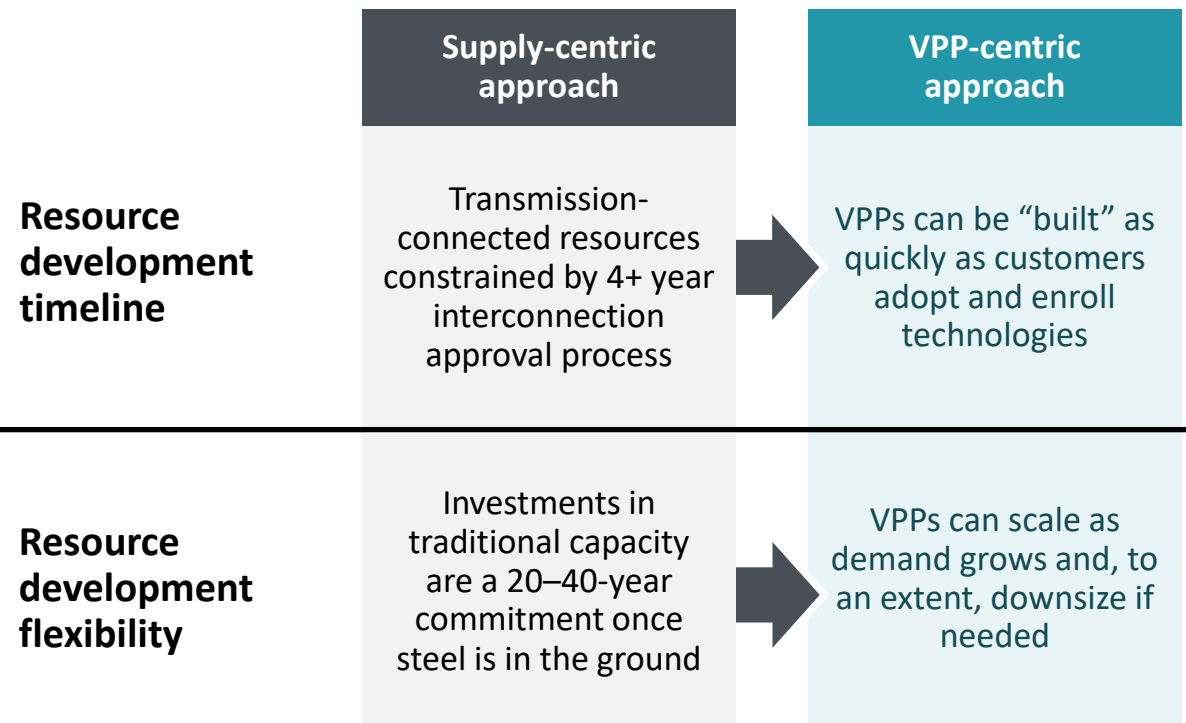 Supply-centric
approach
VPP-centric
approach
Resource
development
timeline
Transmission-
connected resources
constrained by 4+ year
interconnection
approval process
VPPs can be “built” as
quickly as customers
adopt and enroll
technologies
Resource
development
flexibility
Investments in
traditional capacity
are a 20–40-year
commitment once
steel is in the ground
VPPs can scale as
demand grows and, to
an extent, downsize if
needed